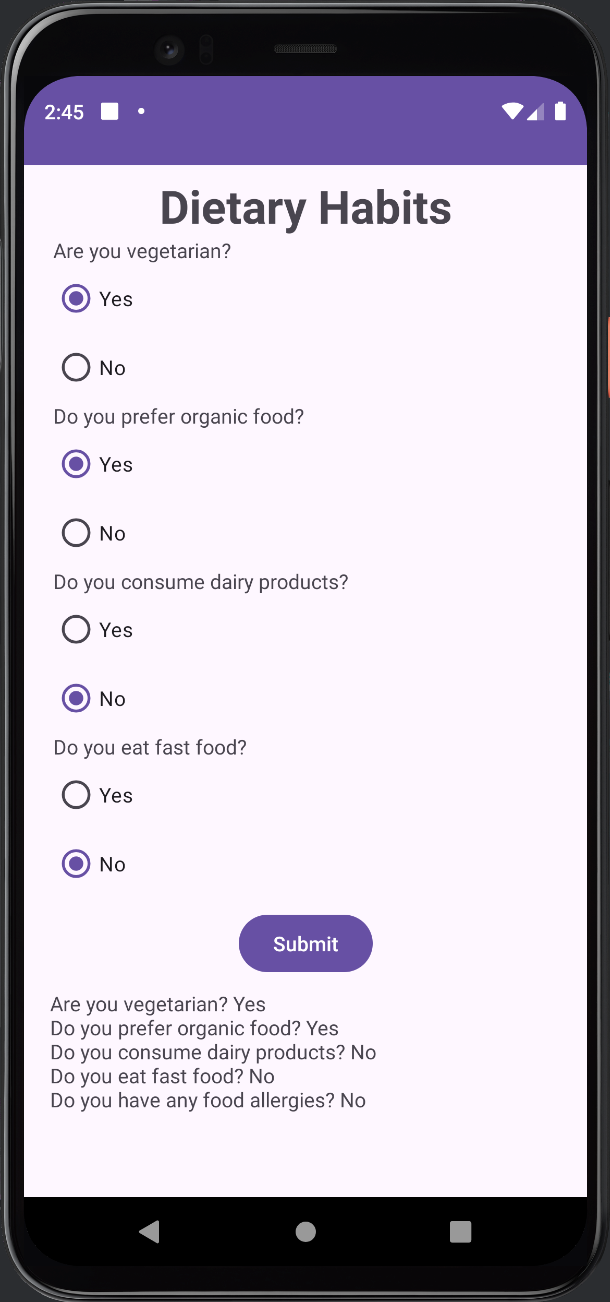 2:45
Dietary Habits
Are you vegetarian?
Yes
No
Do you prefer organic food?
Yes
No
Do you consume dairy products?
Yes
No
Do you eat fast food?
Yes
No
Submit
Are you vegetarian? Yes
Do you prefer organic food? Yes
Do you consume dairy products? No
Do you eat fast food? No
Do you have any food allergies? No